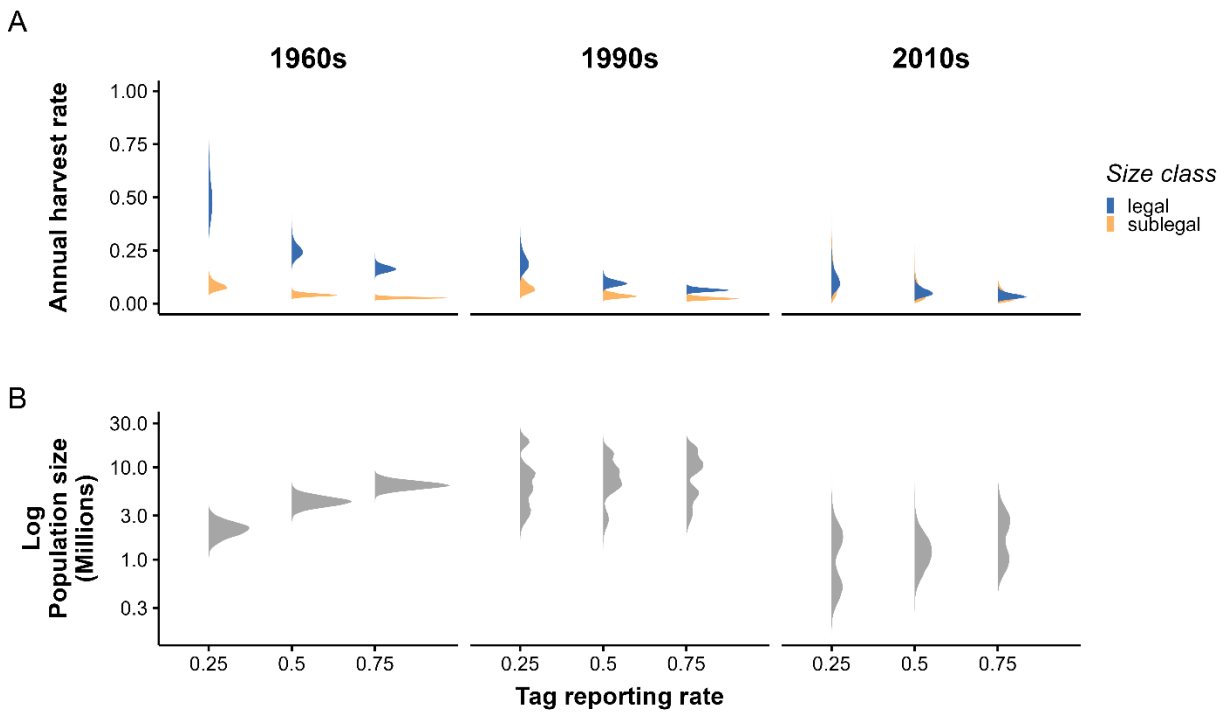 A
1960s
1990s
2010s
Annual harvest rate
1.00
0.75
0.50
0.25
0.00
Size class
legal
sublegal
B
Log
Population size
(Millions)
30.0
10.0
3.0
1.0
0.3
0.25 0.5 0.75
0.25 0.5 0.75
0.25 0.5 0.75
Tag reporting rate